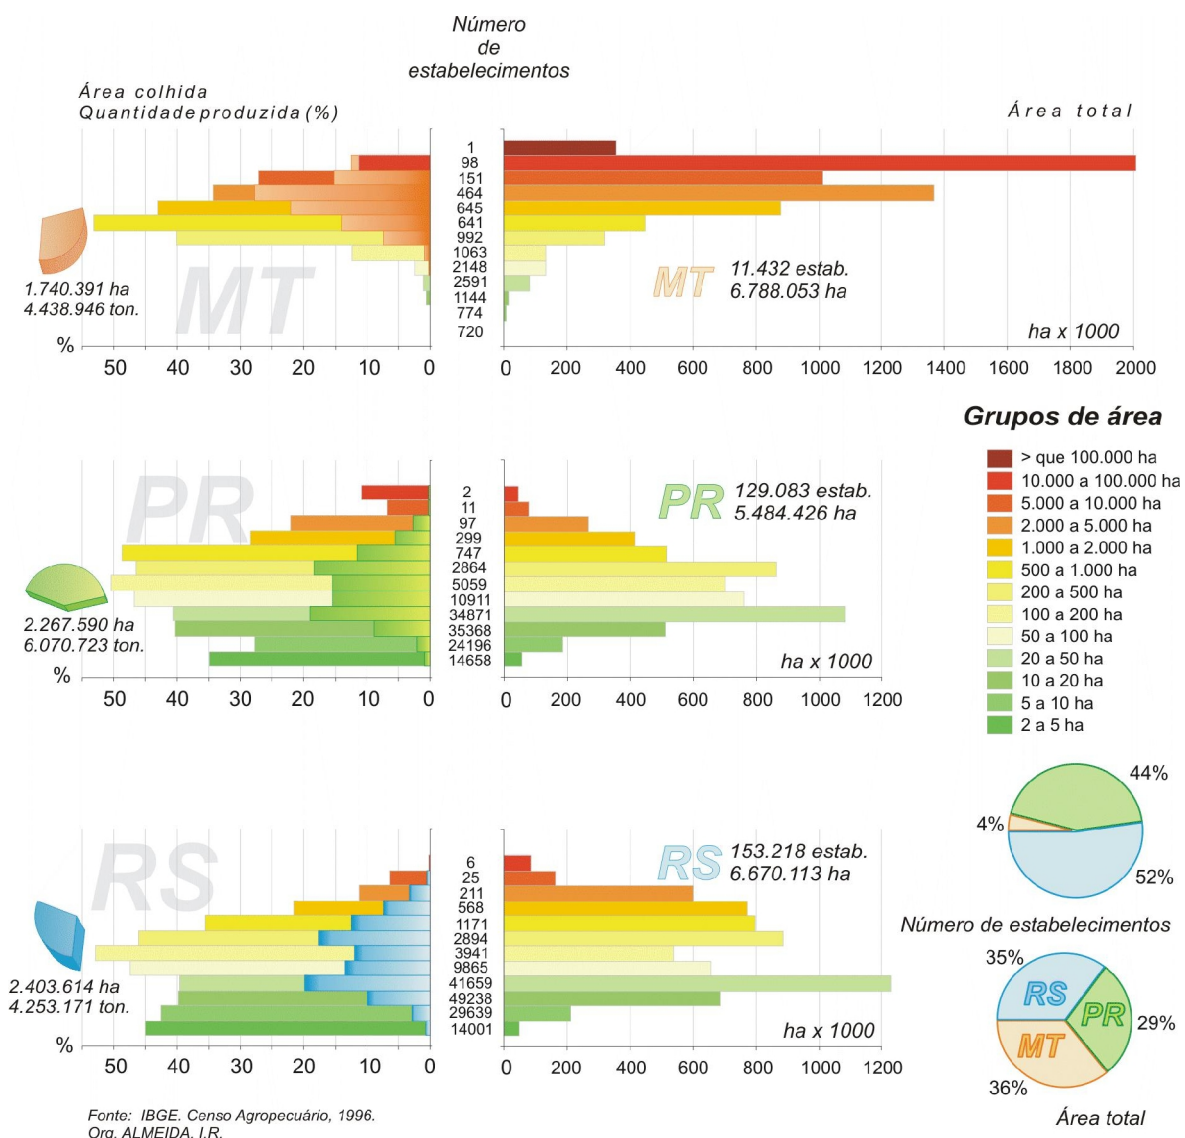 Número
de
estabelecimentos
Área colhida
Quantidade produzida (%)
Área total
1
98
151
464
645
641
992
1063
2148
2591
1144
774
720
MT
1.740.391 ha
4.438.946 ton.
MT
11.432 estab.
6.788.053 ha
ha x 1000
%
50 40 30 20 10 0
0 200 400 600 800 1000 1200 1400 1600 1800 2000
PR
2.267.590 ha
6.070.723 ton.
2
11
97
299
747
2864
5059
10911
34871
35368
24196
14658
PR
129.083 estab.
5.484.426 ha
ha x 1000
%
50 40 30 20 10 0
0 200 400 600 800 1000 1200
Grupos de área
> que 100.000 ha
10.000 a 100.000 ha
5.000 a 10.000 ha
2.000 a 5.000 ha
1.000 a 2.000 ha
500 a 1.000 ha
200 a 500 ha
100 a 200 ha
50 a 100 ha
20 a 50 ha
10 a 20 ha
5 a 10 ha
2 a 5 ha
RS
2.403.614 ha
4.253.171 ton.
6
25
211
568
1171
2894
3941
9865
41659
49238
29639
14001
RS
153.218 estab.
6.670.113 ha
ha x 1000
%
50 40 30 20 10 0
0 200 400 600 800 1000 1200
44%
4%
52%
Número de estabelecimentos
35%
RS
PR
29%
MT
36%
Área total
Fonte: IBGE. Censo Agropecuário, 1996.
Org. ALMEIDA, I.R.